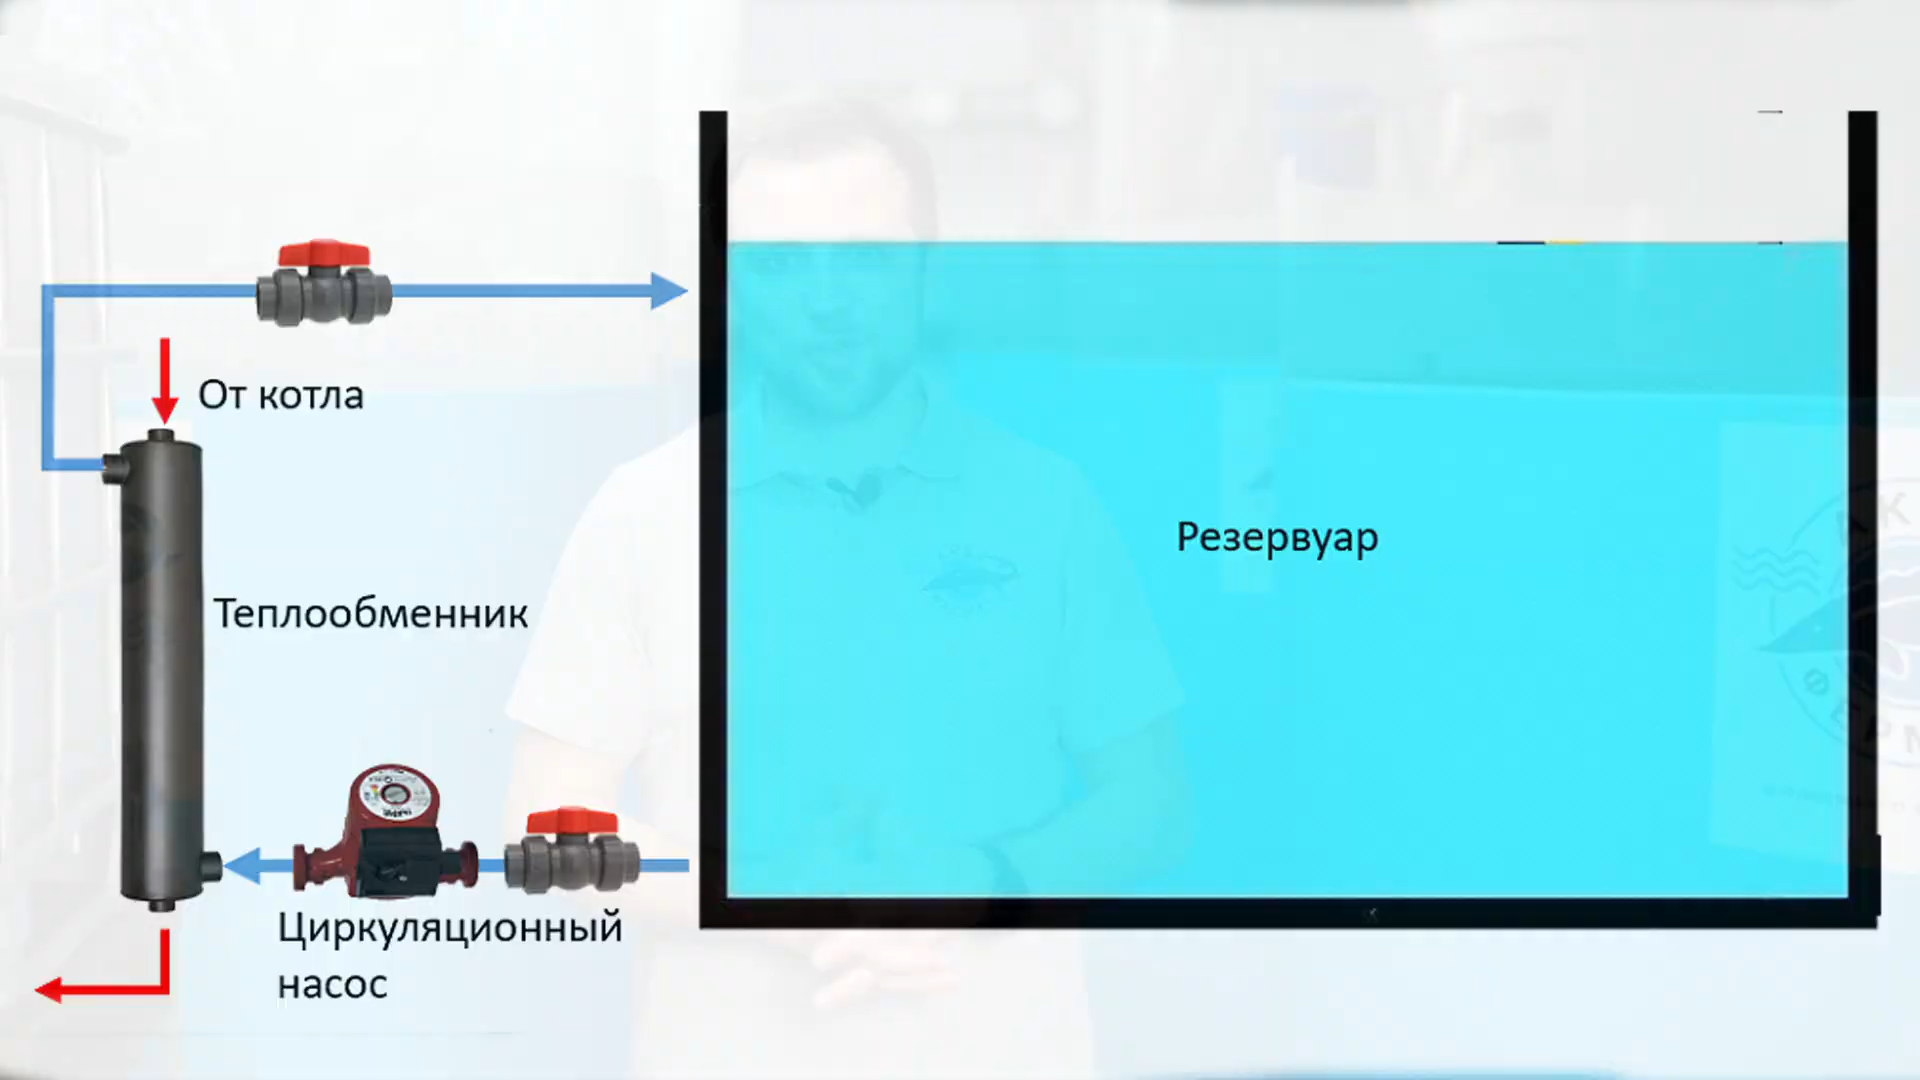 От котла
Резервуар
Теплообменник
Циркуляционный
насос